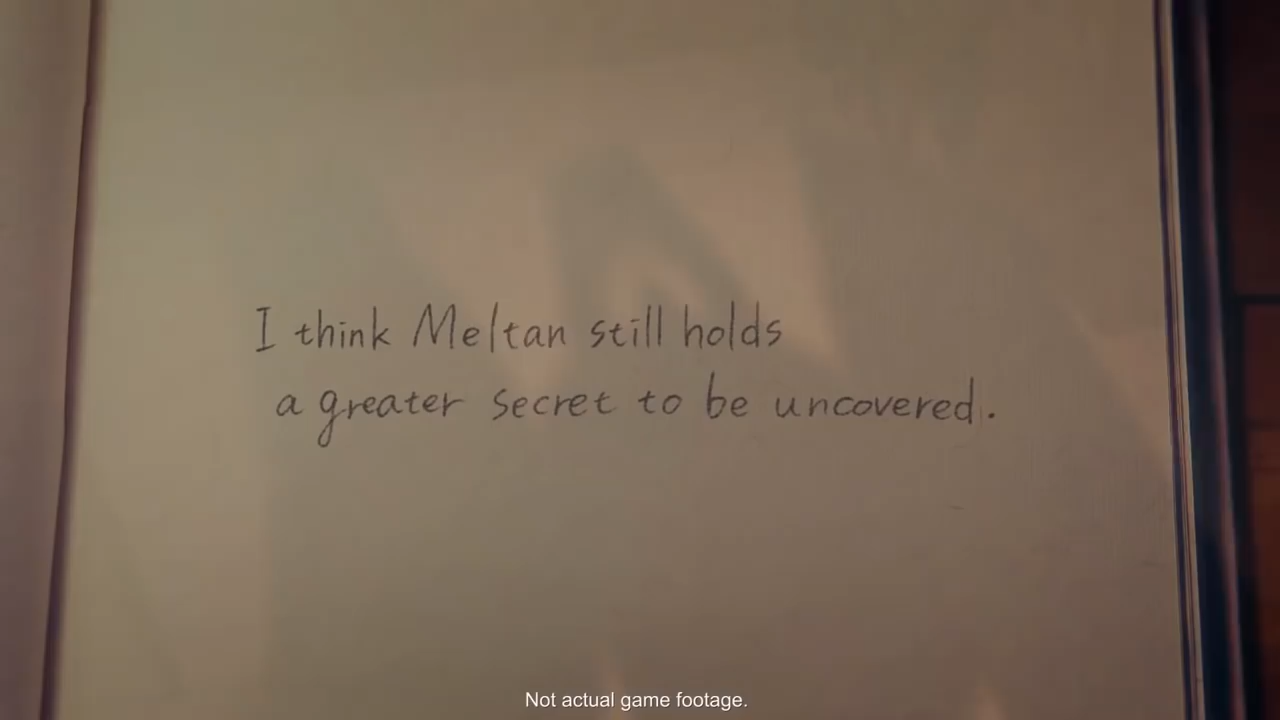 I think Meltan still holds
a greater secret to be uncovered.
Not actual game footage.